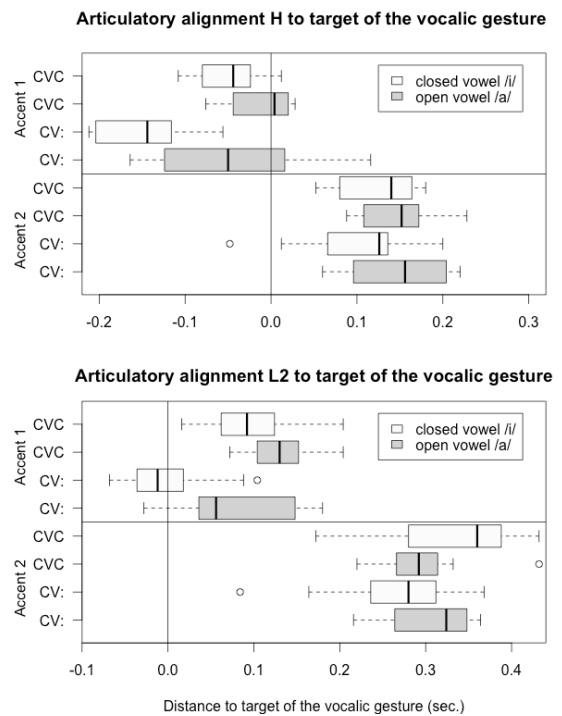 Articulatory alignment H to target of the vocalic gesture
Accent 1
CVC
CVC
CV:
CV:
Accent 2
CVC
CVC
CV:
CV:
closed vowel /i/
open vowel /a/
-0.2 -0.1 0.0 0.1 0.2 0.3
Articulatory alignment L2 to target of the vocalic gesture
Accent 1
CVC
CVC
CV:
CV:
Accent 2
CVC
CVC
CV:
CV:
closed vowel /i/
open vowel /a/
-0.1 0.0 0.1 0.2 0.3 0.4
Distance to target of the vocalic gesture (sec.)